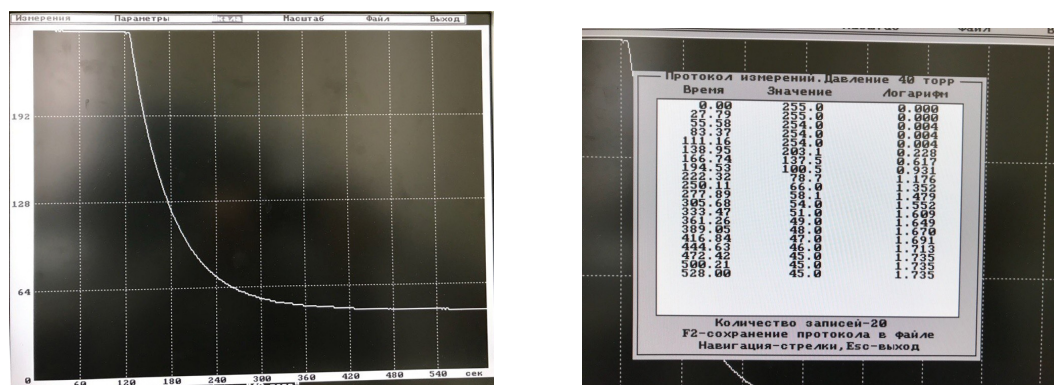 Измерения Параметры Масштаб Файл Выход
192
128
64
0 60 120 180 240 300 360 420 480 540 сек
Протокол измерений.Давление 40 торр
Время Значение Логарифм
0.00 255.0 0.000
27.79 255.0 0.000
55.58 254.0 0.004
83.37 254.0 0.004
111.16 254.0 0.004
138.95 203.1 0.228
166.74 137.5 0.617
194.53 100.5 0.931
222.32 78.7 1.176
250.11 66.0 1.352
277.89 58.1 1.479
305.68 54.0 1.552
333.47 51.0 1.609
361.26 49.0 1.649
389.05 48.0 1.670
416.84 47.0 1.691
444.63 46.0 1.713
472.42 45.0 1.735
500.21 45.0 1.735
528.00 45.0 1.735
Количество записей-20
F2-сохранение протокола в файле
Навигация-стрелки,Esc-выход